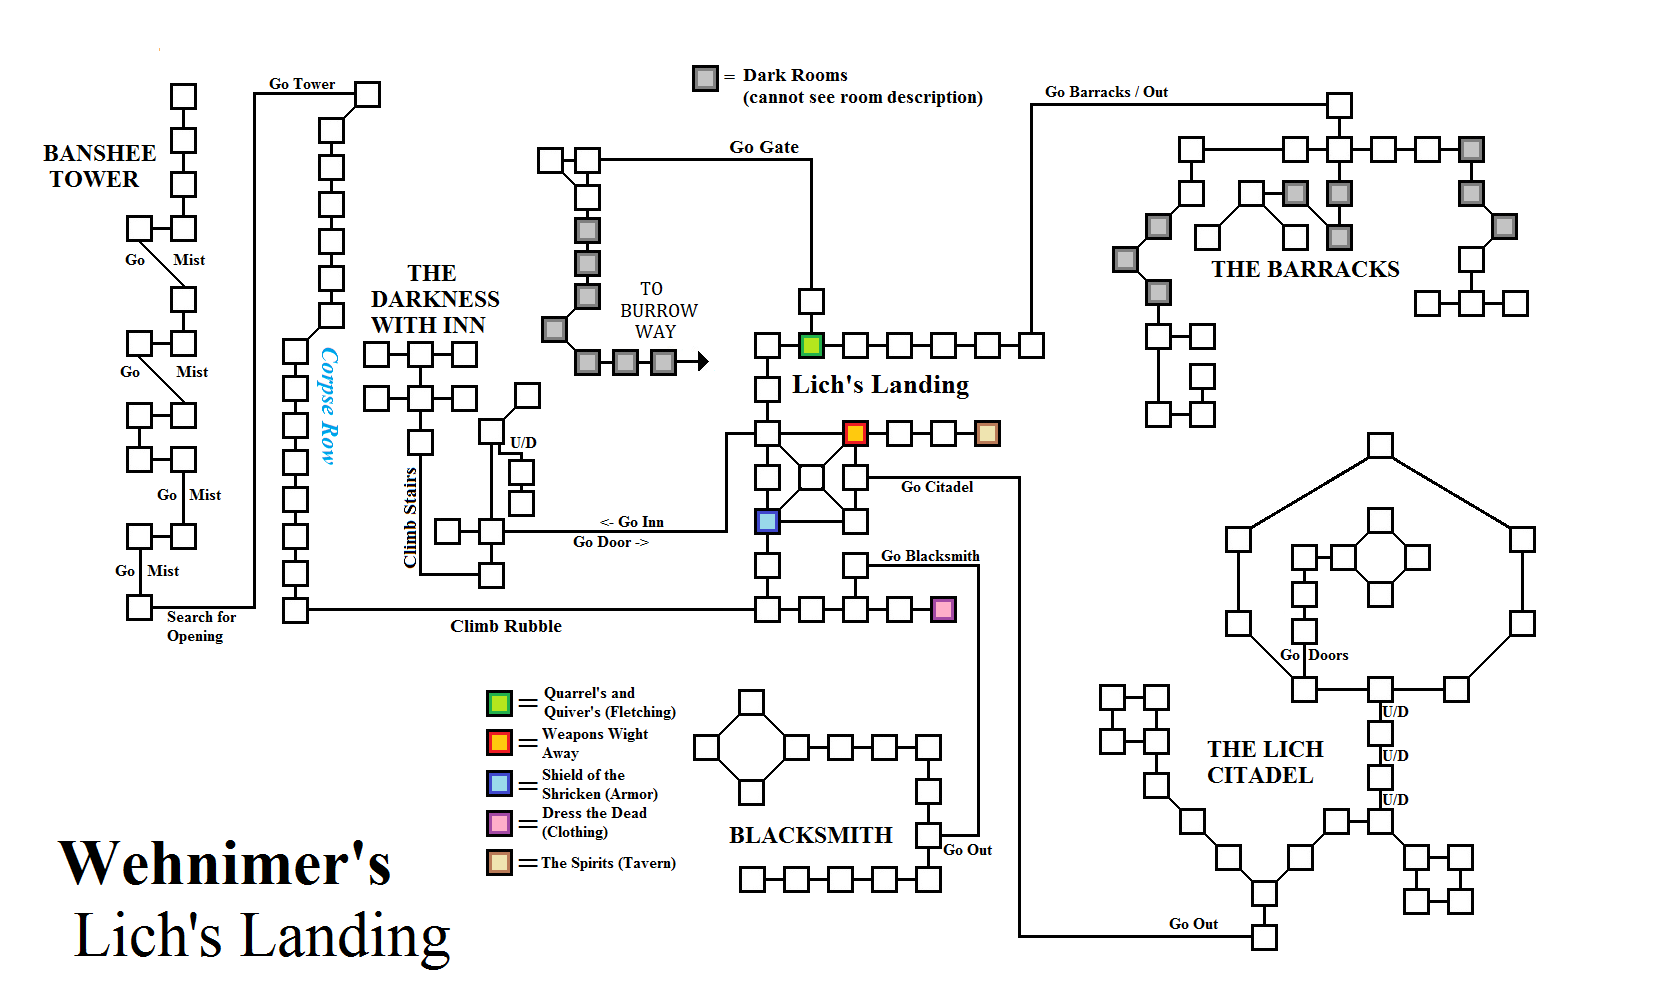 Go Tower
= Dark Rooms
(cannot see room description)
Go Barracks / Out
BANSHEE
TOWER
Go Gate
Go Mist
THE
DARKNESS
WITH INN
TO
BURROW
WAY
THE BARRACKS
Go Mist
Corpse Row
Lich's Landing
U/D
Go Mist
Climb Stairs
Go Citadel
<- Go Inn
Go Door ->
Go Blacksmith
Go Mist
Search for
Opening
Climb Rubble
Go Doors
= Quarrel's and
Quiver's (Fletching)
= Weapons Wight
Away
= Shield of the
Shricken (Armor)
= Dress the Dead
(Clothing)
= The Spirits (Tavern)
U/D
THE LICH
CITADEL
U/D
U/D
BLACKSMITH
Go Out
Wehnimer's
Lich's Landing
Go Out